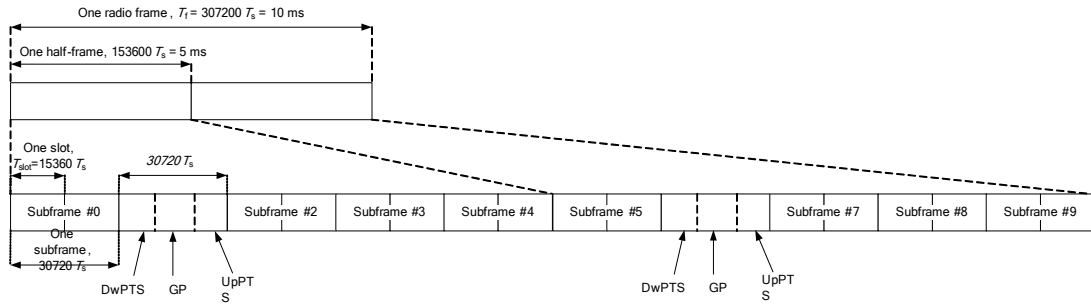 One radio frame , Tf = 307200 Ts = 10 ms
One half-frame, 153600 Ts = 5 ms
One slot,
Tslot=15360 Ts
30720Ts
Subframe #0
Subframe #2
Subframe #3
Subframe #4
Subframe #5
Subframe #7
Subframe #8
Subframe #9
One
subframe ,
30720 Ts
DwPTS
GP
UpPT
S
DwPTS
GP
UpPT
S